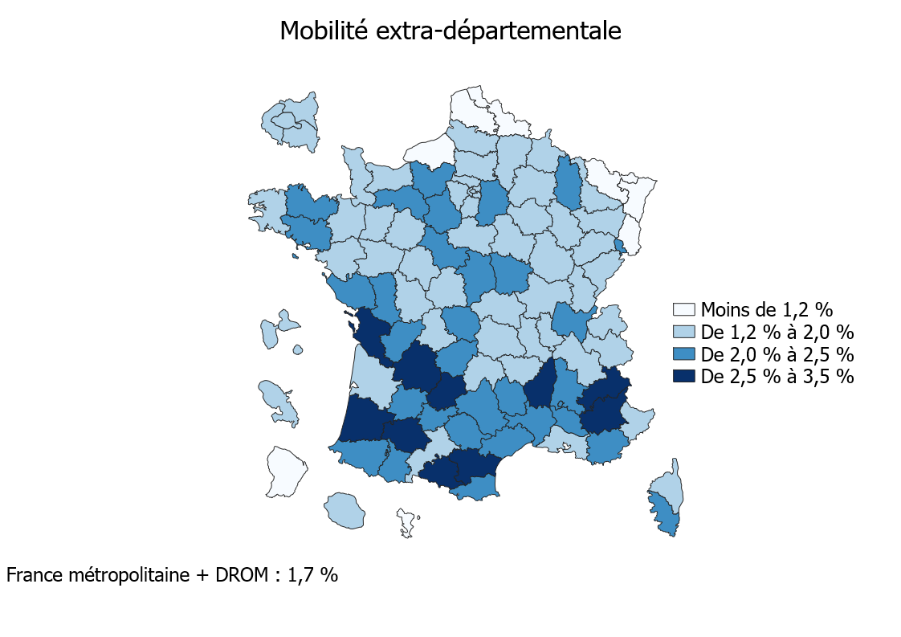 Mobilité extra-départementale
Moins de 1,2 %
De 1,2 % à 2,0 %
De 2,0 % à 2,5 %
De 2,5 % à 3,5 %
France métropolitaine + DROM : 1,7 %